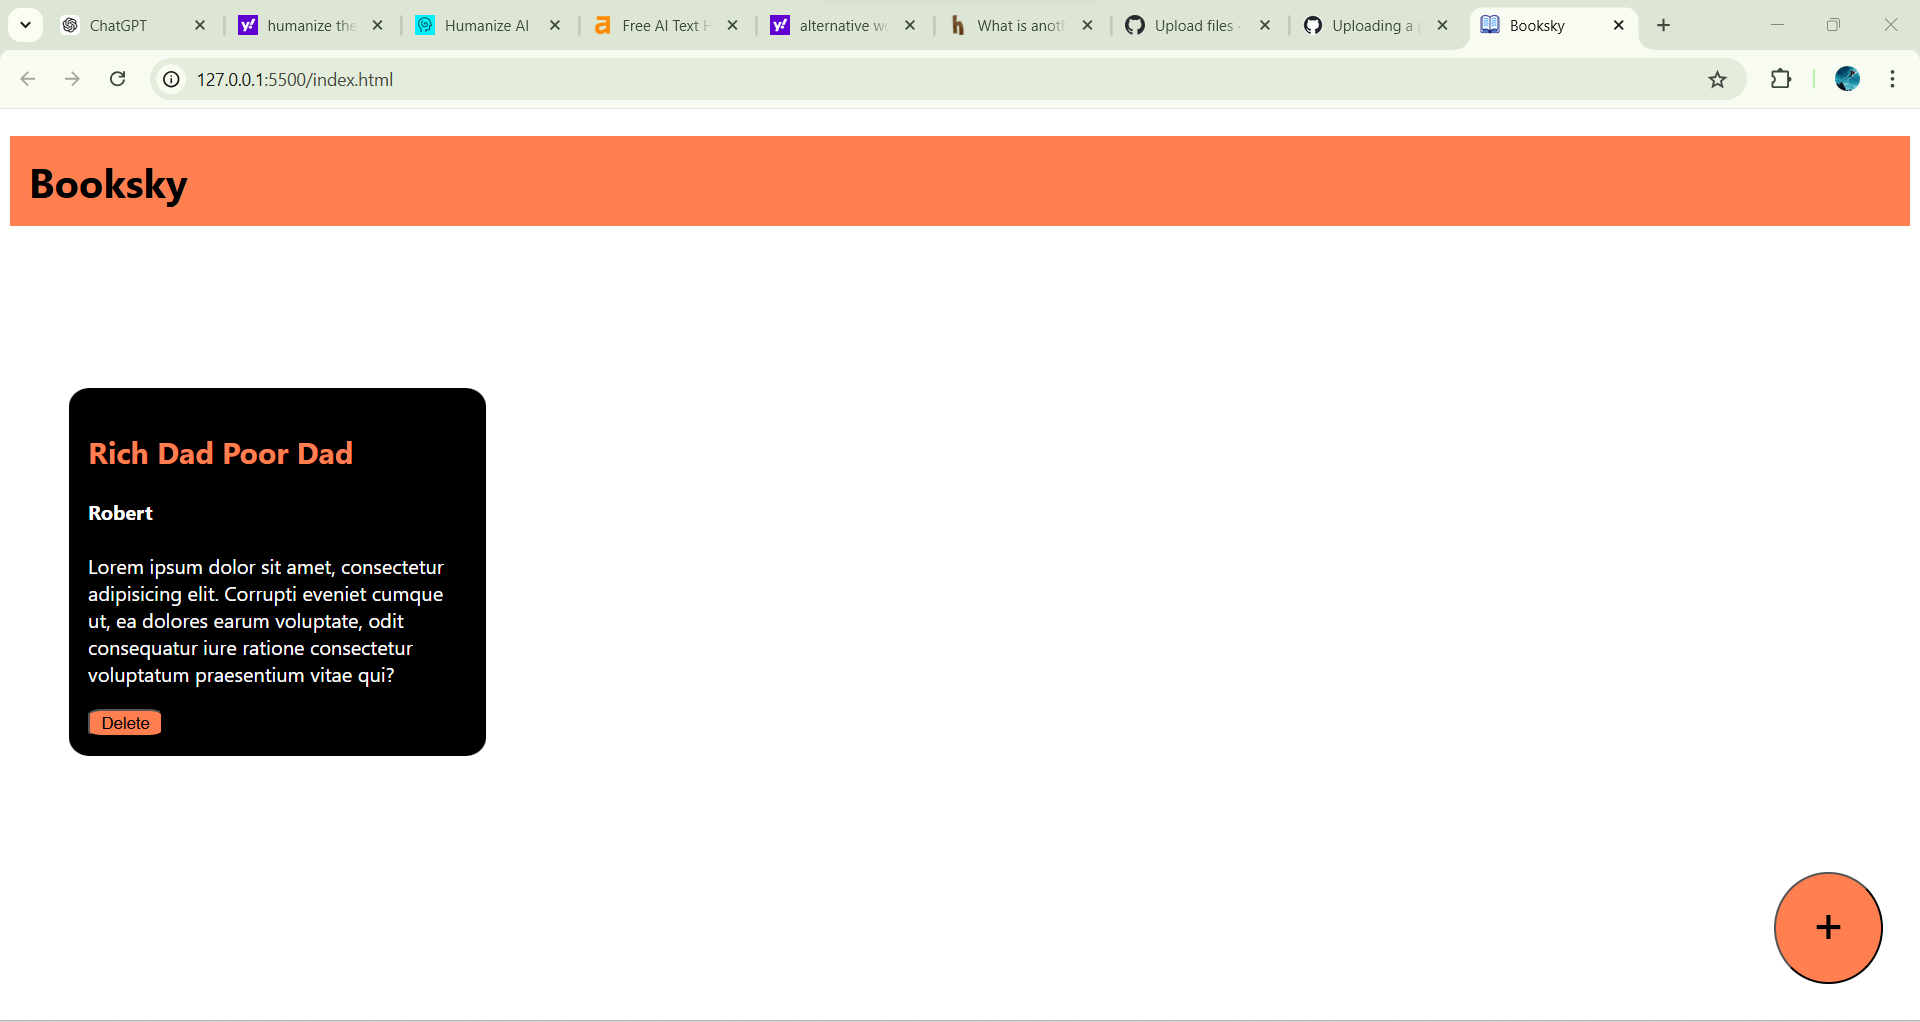 ChatGPT
humanize the
Humanize AI
Free AI Text H
alternative wo
What is anoth
Upload files ·
Uploading a p
Booksky
127.0.0.1:5500/index.html
Booksky
Rich Dad Poor Dad
Robert
Lorem ipsum dolor sit amet, consectetur
adipisicing elit. Corrupti eveniet cumque
ut, ea dolores earum voluptate, odit
consequatur iure ratione consectetur
voluptatum praesentium vitae qui?
Delete
+